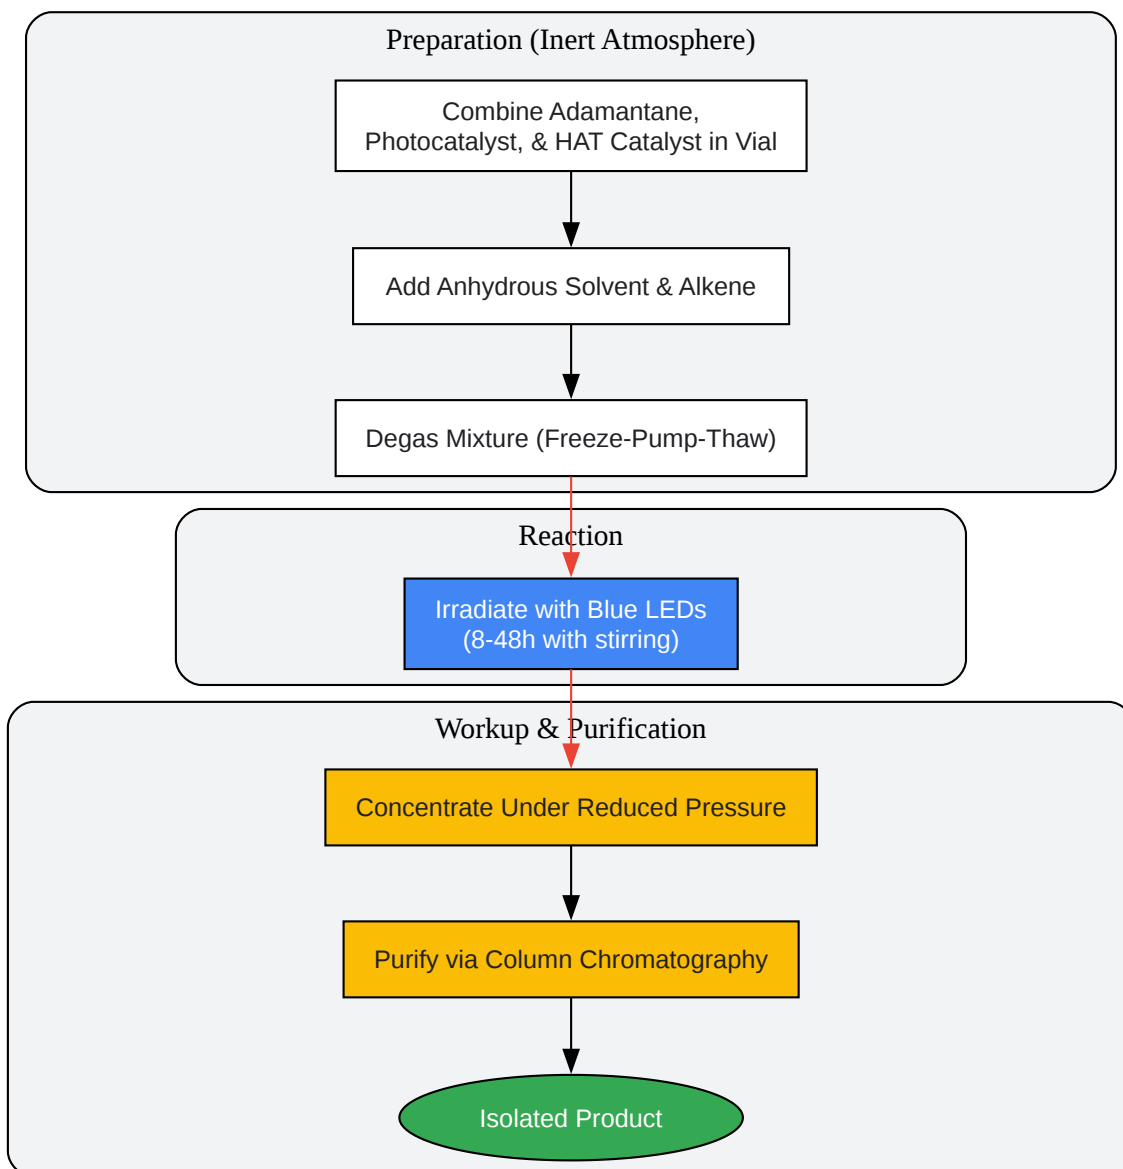 Preparation (Inert Atmosphere)
Combine Adamantane,
Photocatalyst, & HAT Catalyst in Vial
Add Anhydrous Solvent & Alkene
Degas Mixture (Freeze-Pump-Thaw)
Reaction
Irradiate with Blue LEDs
(8-48h with stirring)
Workup & Purification
Concentrate Under Reduced Pressure
Purify via Column Chromatography
Isolated Product